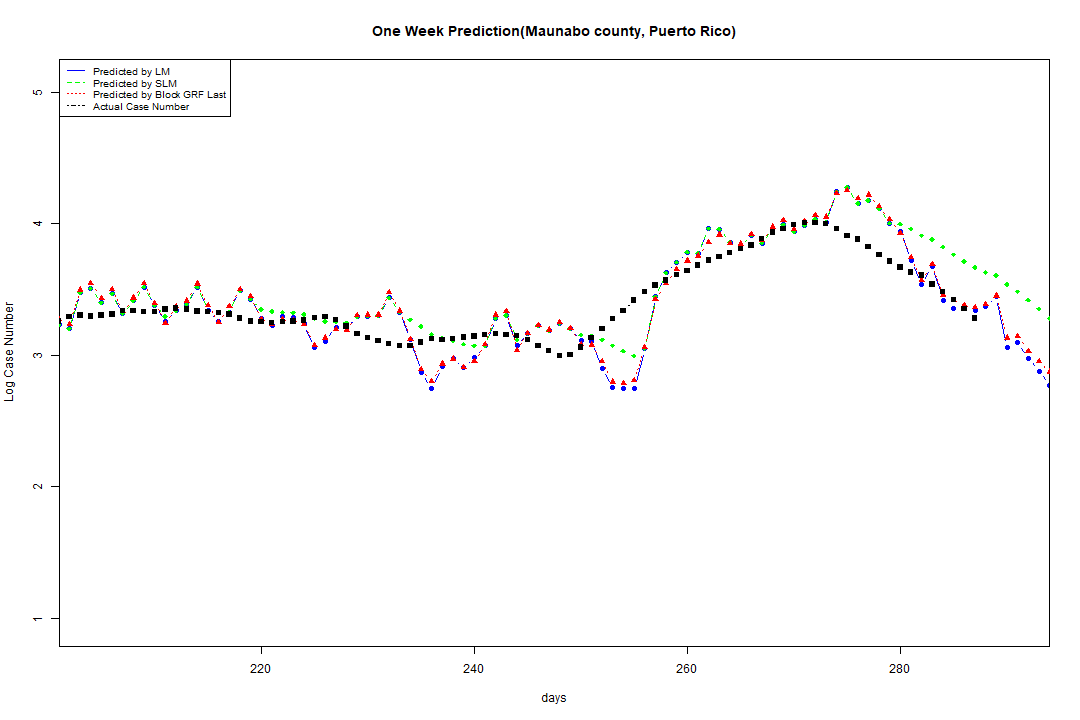 One Week Prediction(Maunabo county, Puerto Rico)
Predicted by LM
Predicted by SLM
Predicted by Block GRF Last
Actual Case Number
5
4
3
2
1
Log Case Number
220
240
260
280
days